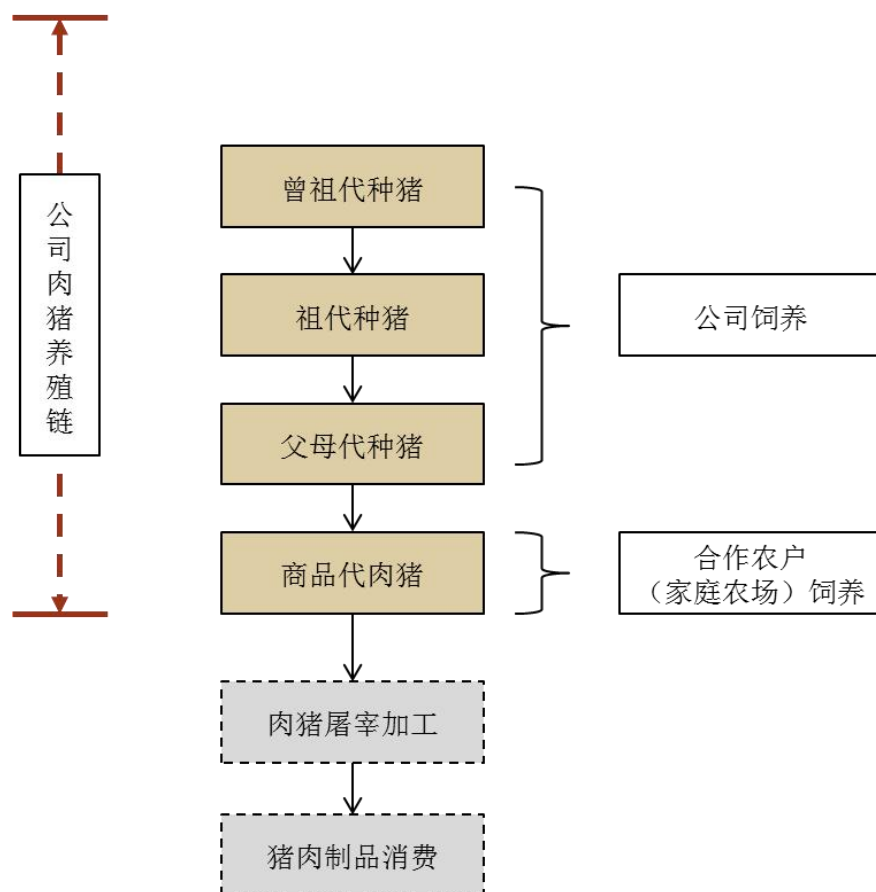 曾祖代种猪
公司肉猪养殖链
祖代种猪
公司饲养
父母代种猪
商品代肉猪
合作农户
（家庭农场）饲养
肉猪屠宰加工
猪肉制品消费